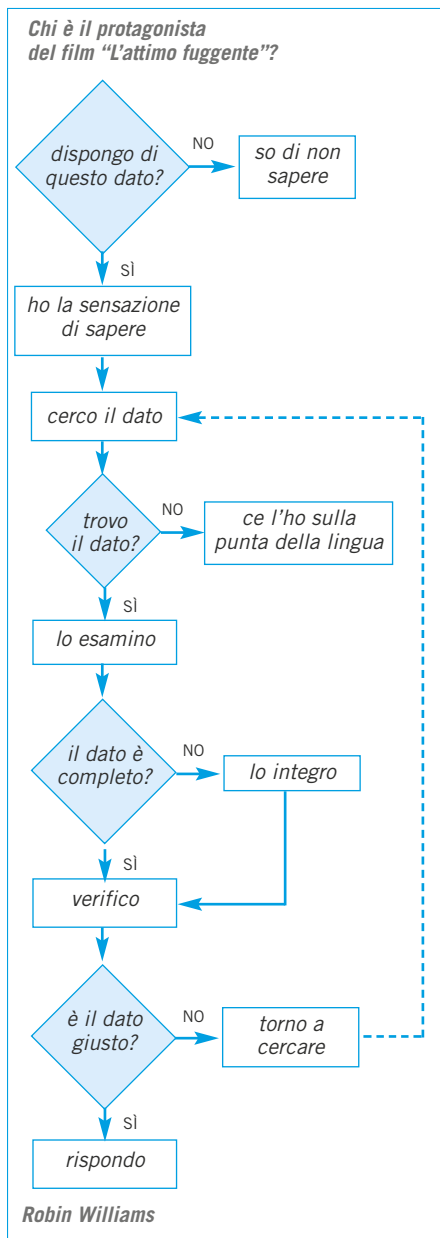 Chi è il protagonista
del film “L’attimo fuggente”?
dispongo di
questo dato?
NO
so di non
sapere
SÌ
ho la sensazione
di sapere
cerco il dato
trovo
il dato?
NO
ce l’ho sulla
punta della lingua
SÌ
lo esamino
il dato è
completo?
NO
lo integro
SÌ
verifico
è il dato
giusto?
NO
torno a
cercare
SÌ
rispondo
Robin Williams